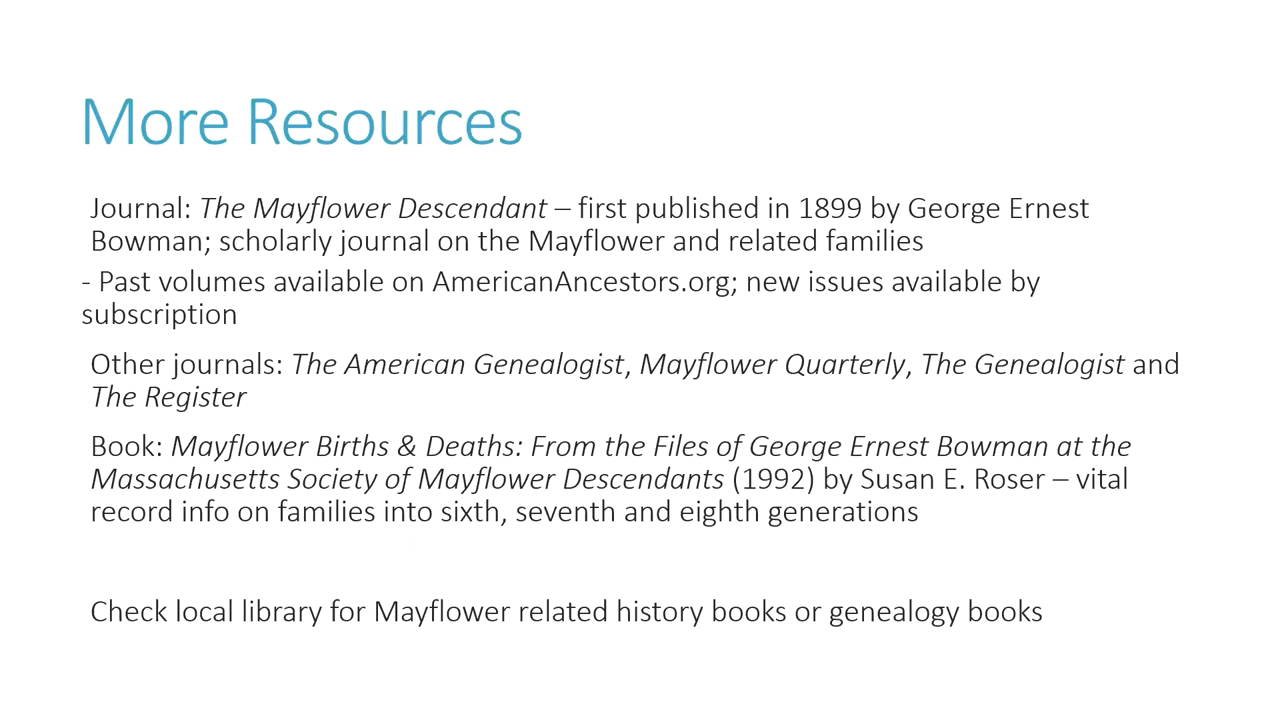 More Resources
Journal: The Mayflower Descendant – first published in 1899 by George Ernest
Bowman; scholarly journal on the Mayflower and related families
- Past volumes available on AmericanAncestors.org; new issues available by
subscription
Other journals: The American Genealogist, Mayflower Quarterly, The Genealogist and
The Register
Book: Mayflower Births & Deaths: From the Files of George Ernest Bowman at the
Massachusetts Society of Mayflower Descendants (1992) by Susan E. Roser – vital
record info on families into sixth, seventh and eighth generations
Check local library for Mayflower related history books or genealogy books